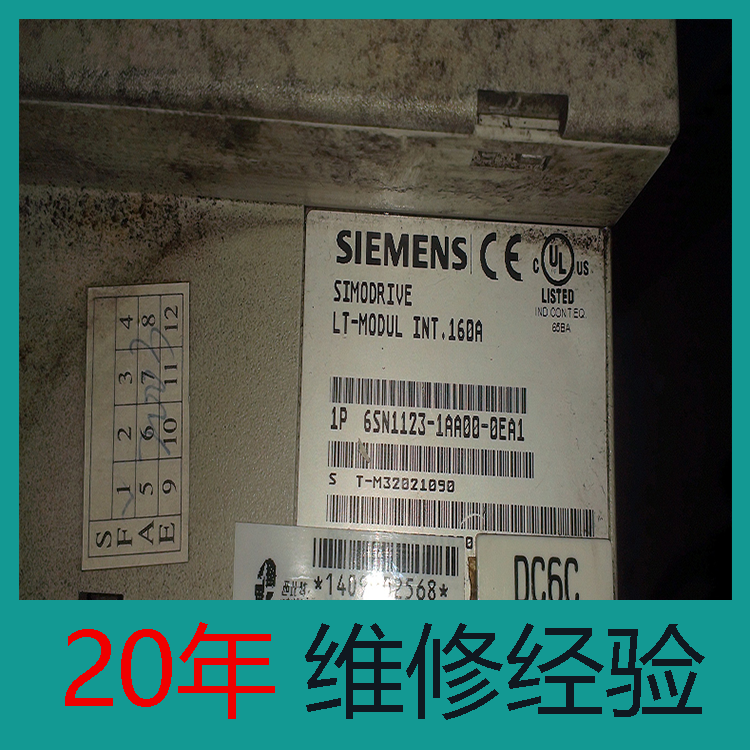 SIEMENS CE C UL US
LISTED
IND.CONT.EQ.
65BA
SIMODRIVE
LT-MODUL INT.160A
1P 6SN1123-1AA00-0EA1
S T-M32021090
DC6C
S
F 1 2 3 4
A 5 6 7 8
E 9 10 11 12
20年 维修经验